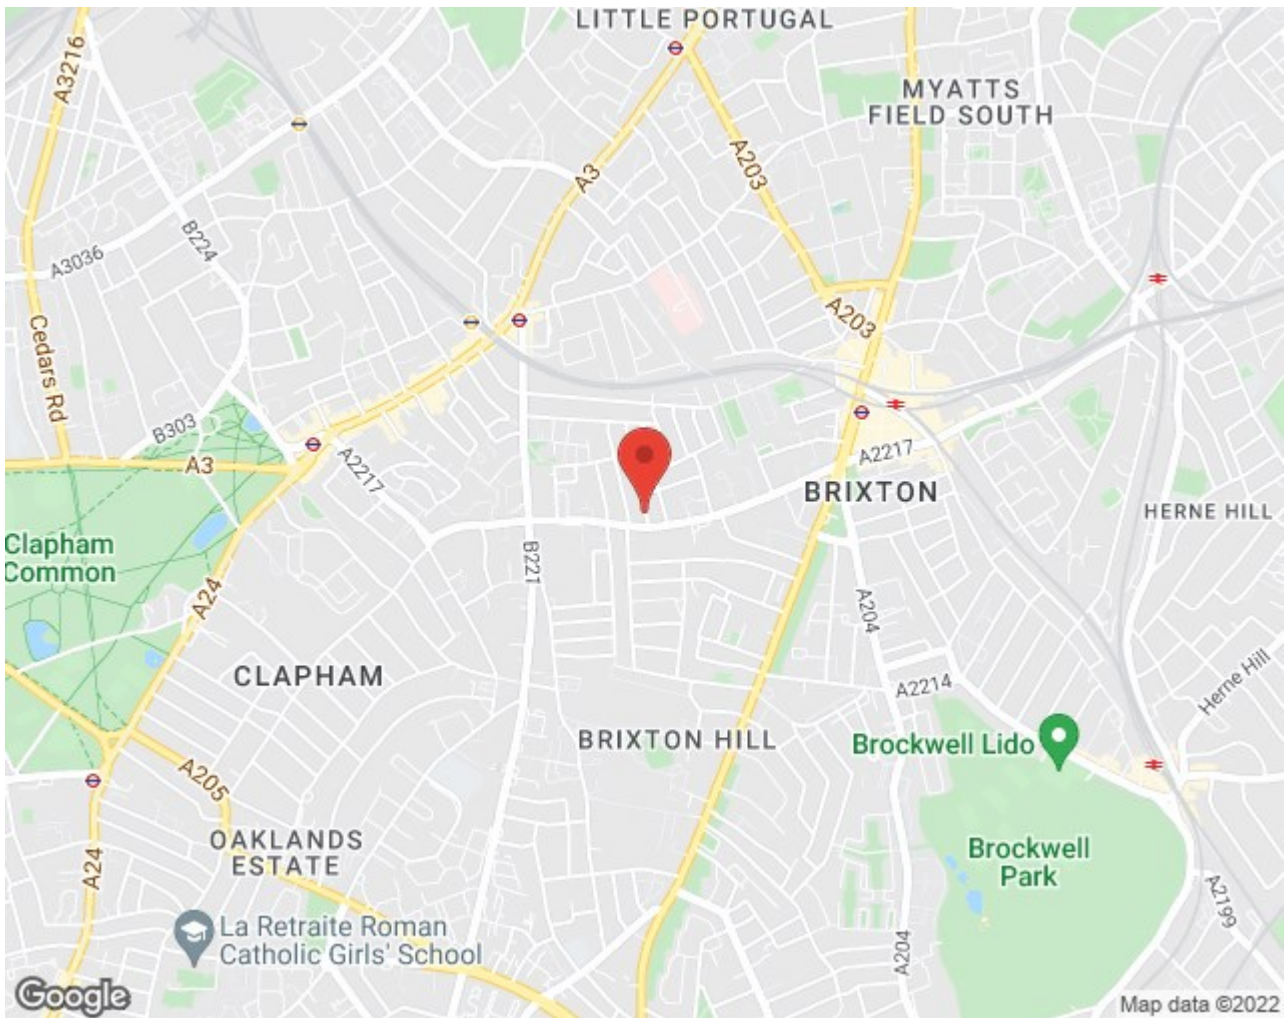 LITTLE PORTUGAL
A3216
MYATTS
FIELD SOUTH
A3
A203
B224
A3036
A203
Cedars Rd
B303
A3
A2217
A2217
BRIXTON
HERNE HILL
Clapham
Common
B221
A24
A204
CLAPHAM
A2214
Herne Hill
BRIXTON HILL
Brockwell Lido
A205
OAKLANDS
ESTATE
Brockwell
Park
A24
A2199
La Retraite Roman
Catholic Girls' School
A204
Google
Map data ©2022